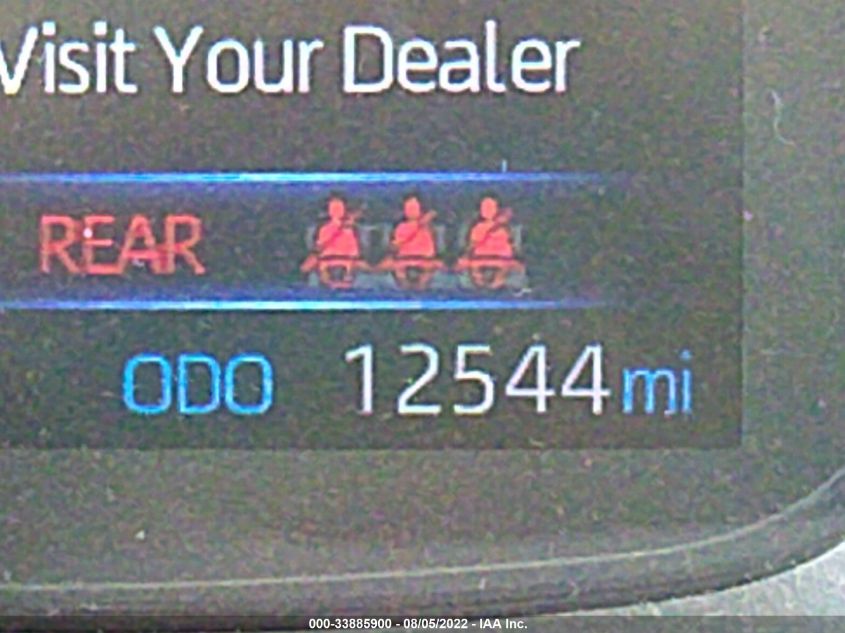 Visit Your Dealer
REAR
ODO 12544 mi
000-33885900 - 08/05/2022 - IAA Inc.